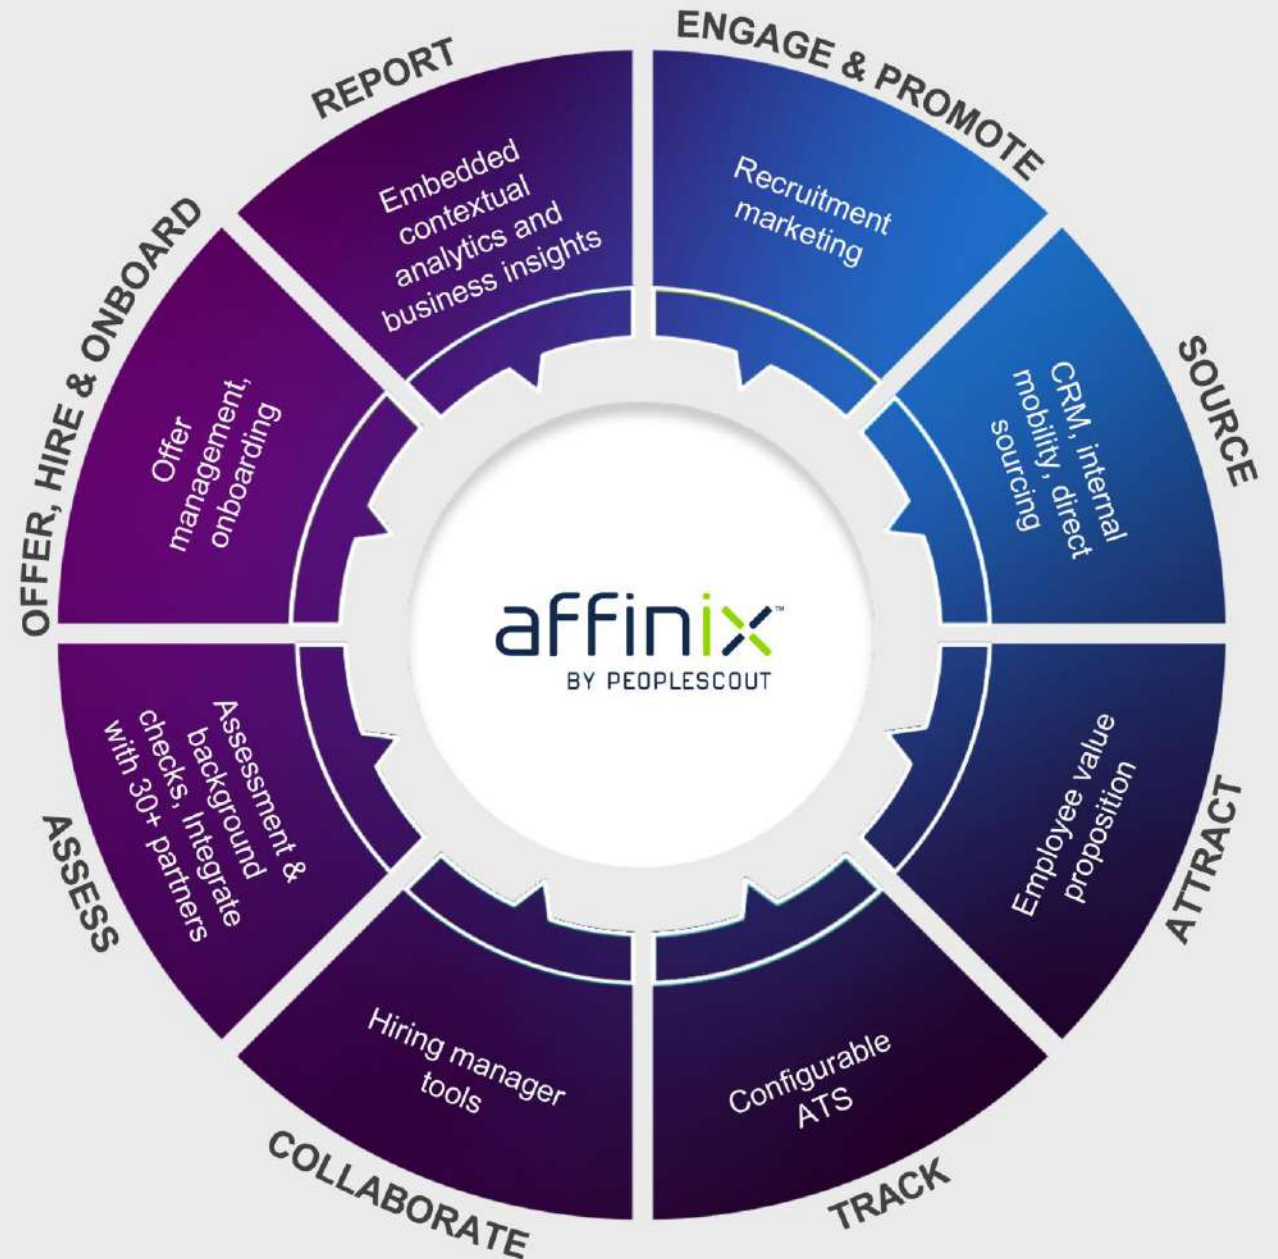 ENGAGE & PROMOTE
Recruitment
marketing
SOURCE
CRM, internal
mobility, direct
sourcing
ATTRACT
Employee value
proposition
TRACK
Configurable
ATS
COLLABORATE
Hiring manager
tools
ASSESS
Assessment &
background
checks, Integrate
with 30+ partners
OFFER, HIRE & ONBOARD
Offer
management,
onboarding
REPORT
Embedded
contextual
analytics and
business insights
affinix™
BY PEOPLESCOUT